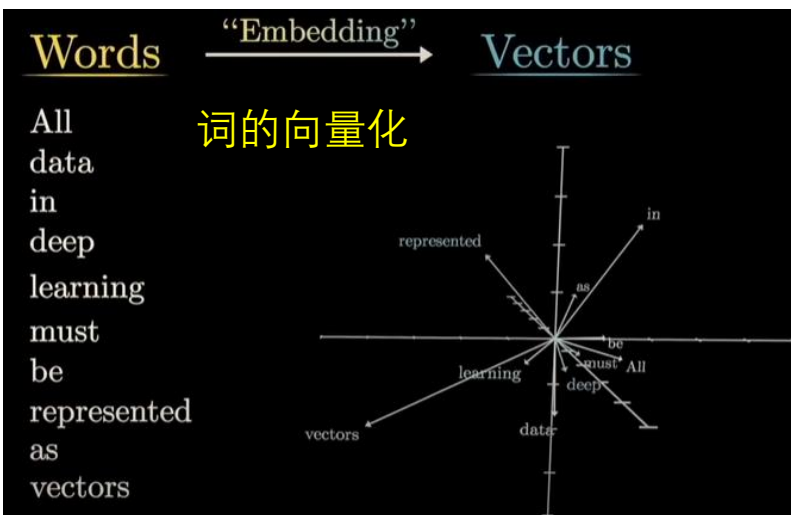 Words
“Embedding”
Vectors
词的向量化
All
data
in
deep
learning
must
be
represented
as
vectors
in
represented
as
be
must
All
learning
deep
vectors
data